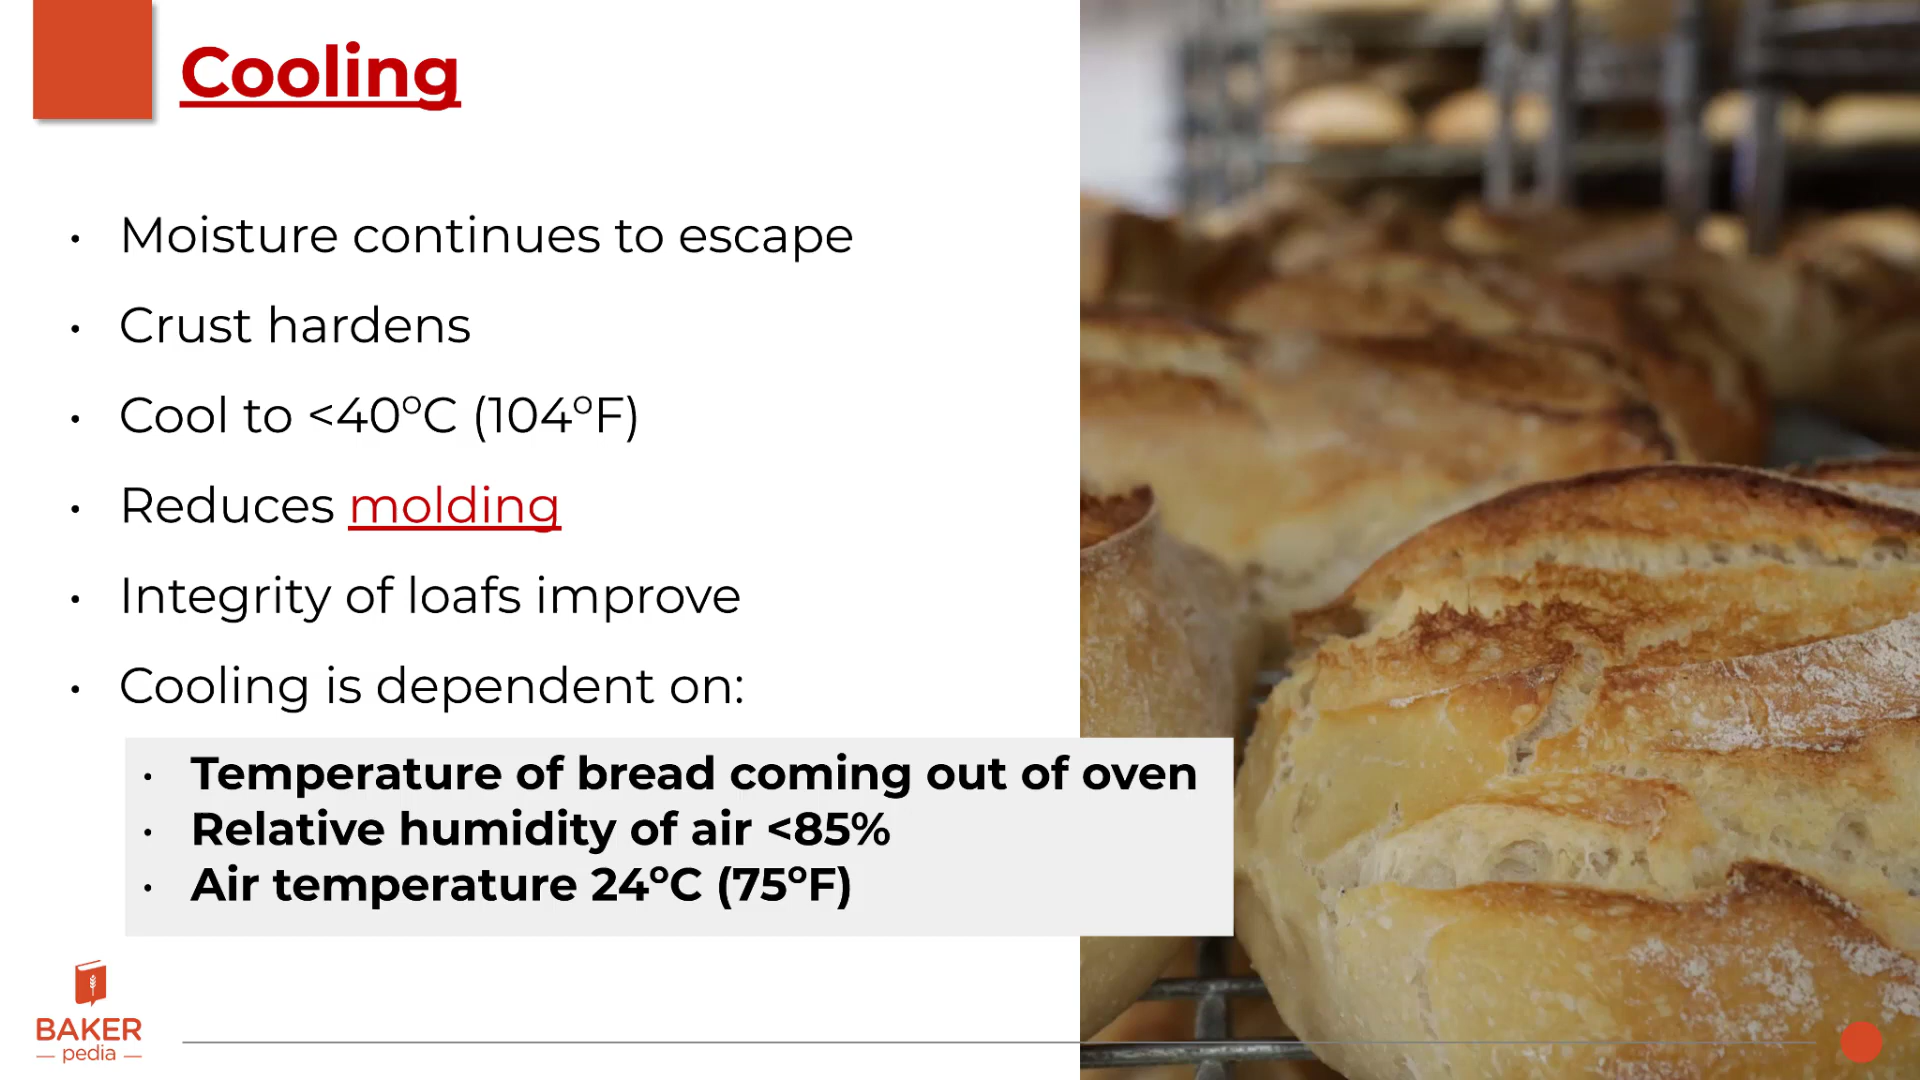 Cooling
• Moisture continues to escape
• Crust hardens
• Cool to <40°C (104°F)
• Reduces molding
• Integrity of loafs improve
• Cooling is dependent on:
• Temperature of bread coming out of oven
• Relative humidity of air <85%
• Air temperature 24°C (75°F)
BAKER
pedia